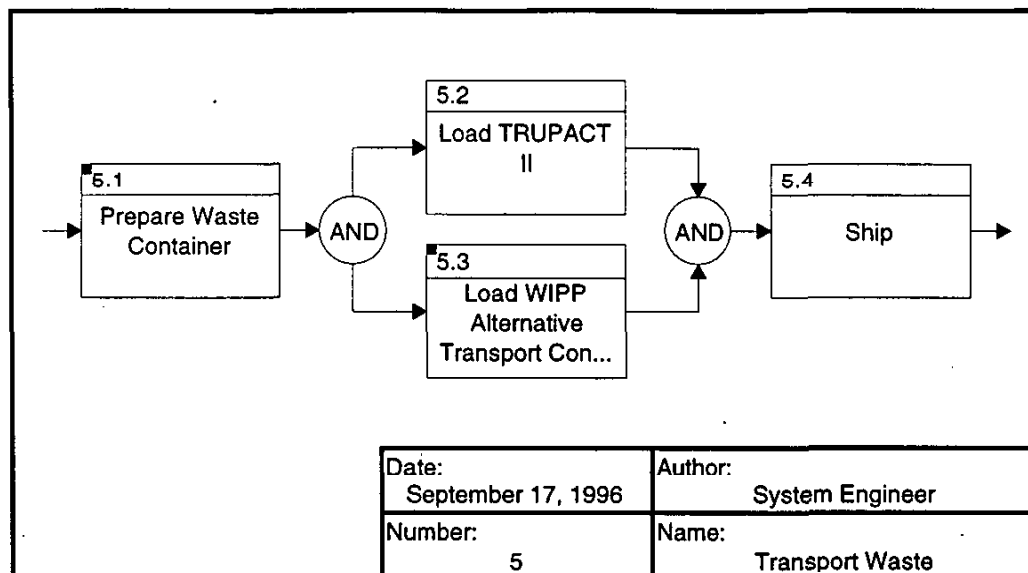 5.1
Prepare Waste
Container
AND
5.2
Load TRUPACT
II
5.3
Load WIPP
Alternative
Transport Con...
AND
5.4
Ship
Date:
September 17, 1996
Author:
System Engineer
Number:
5
Name:
Transport Waste